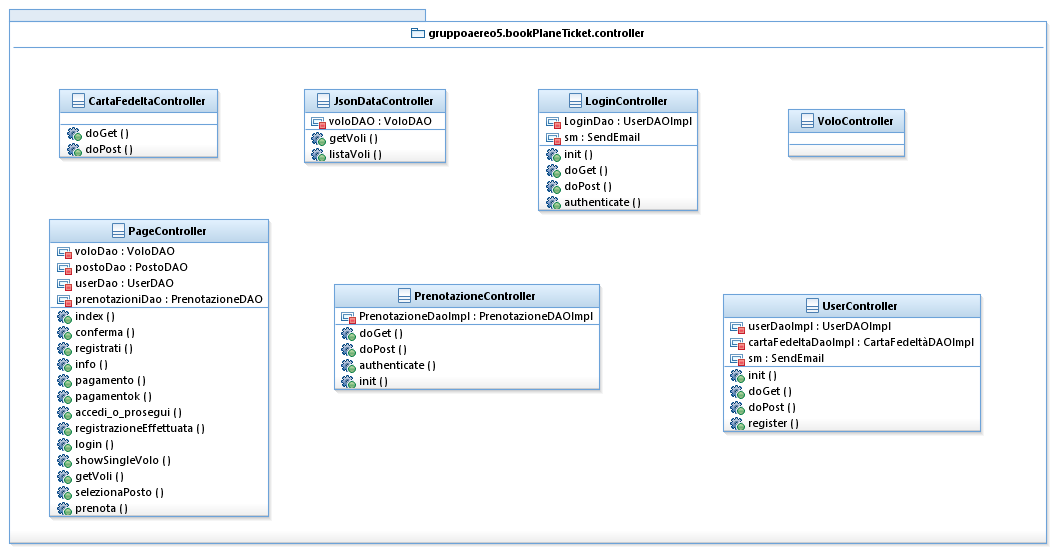 gruppoaereo5.bookPlaneTicket.controller
CartaFedeltaController
doGet ()
doPost ()
JsonDataController
voloDAO : VoloDAO
getVoli ()
listaVoli ()
LoginController
LoginDao : UserDAOImpl
sm : SendEmail
init ()
doGet ()
doPost ()
authenticate ()
VoloController
PageController
voloDao : VoloDAO
postoDao : PostoDAO
userDao : UserDAO
prenotazioniDao : PrenotazioneDAO
index ()
conferma ()
registrati ()
info ()
pagamento ()
pagamentok ()
accedi_o_prosegui ()
registrazioneEffettuata ()
login ()
showSingleVolo ()
getVoli ()
selezionaPosto ()
prenota ()
PrenotazioneController
PrenotazioneDaoImpl : PrenotazioneDAOImpl
doGet ()
doPost ()
authenticate ()
init ()
UserController
userDaoImpl : UserDAOImpl
cartaFedeltaDaoImpl : CartaFedeltàDAOImpl
sm : SendEmail
init ()
doGet ()
doPost ()
register ()